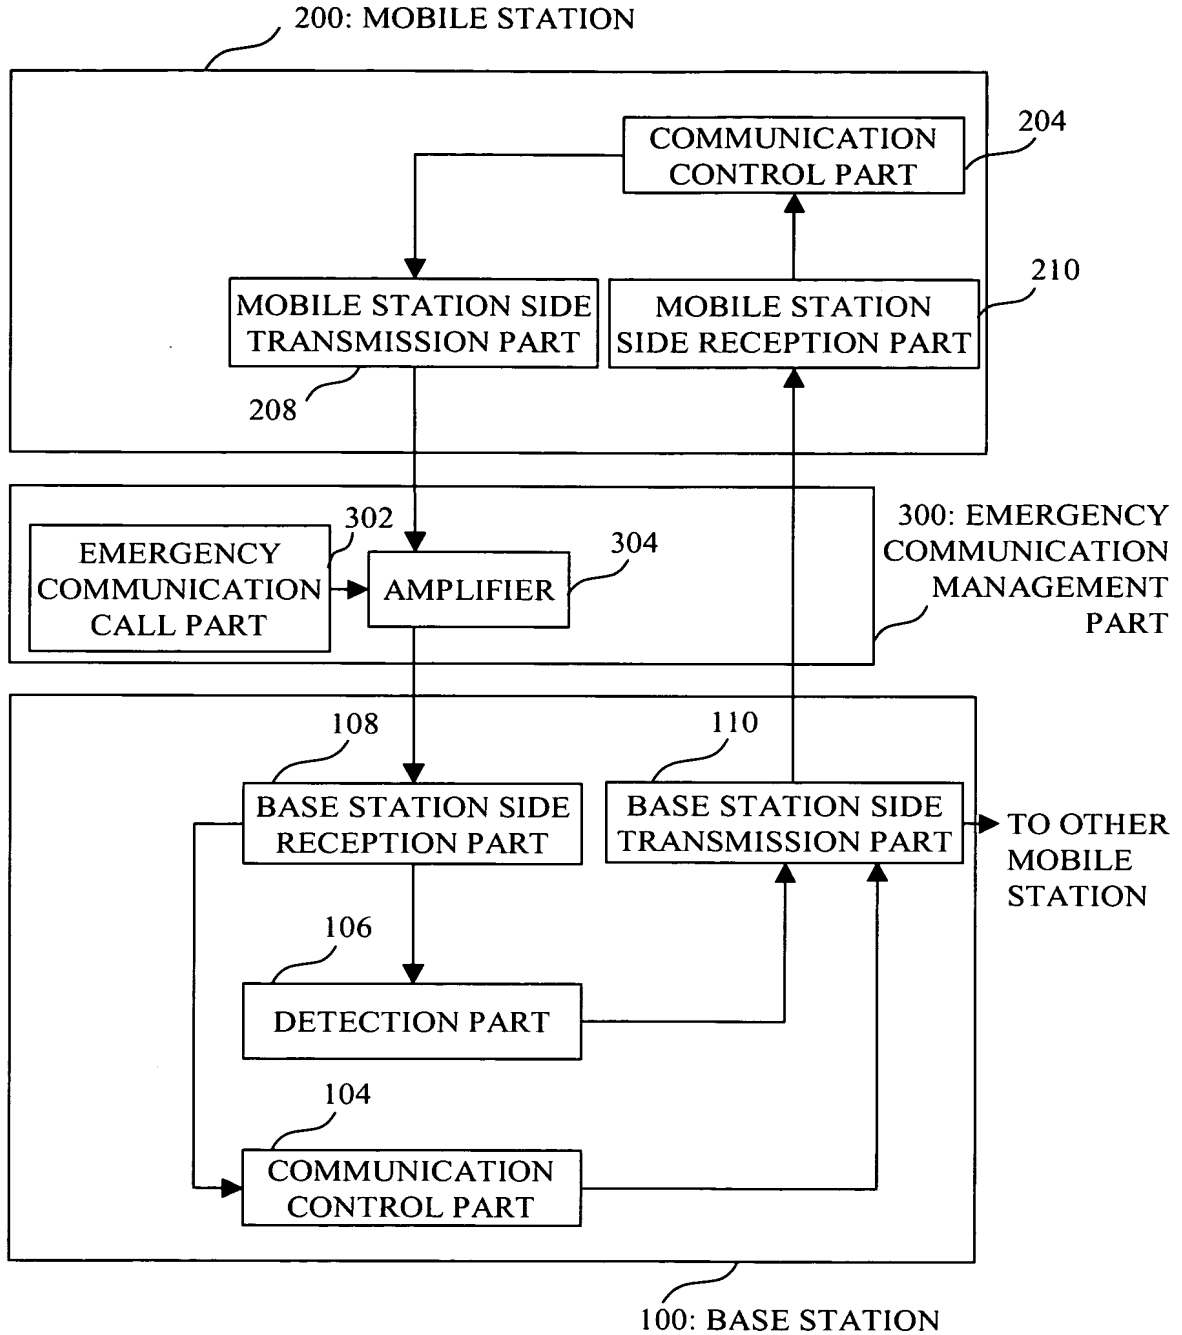 200: MOBILE STATION
204
COMMUNICATION
CONTROL PART
210
MOBILE STATION SIDE
TRANSMISSION PART
MOBILE STATION
SIDE RECEPTION PART
208
300: EMERGENCY
COMMUNICATION
MANAGEMENT
PART
302
EMERGENCY
COMMUNICATION
CALL PART
304
AMPLIFIER
108
110
BASE STATION SIDE
RECEPTION PART
BASE STATION SIDE
TRANSMISSION PART
TO OTHER
MOBILE
STATION
106
DETECTION PART
104
COMMUNICATION
CONTROL PART
100: BASE STATION